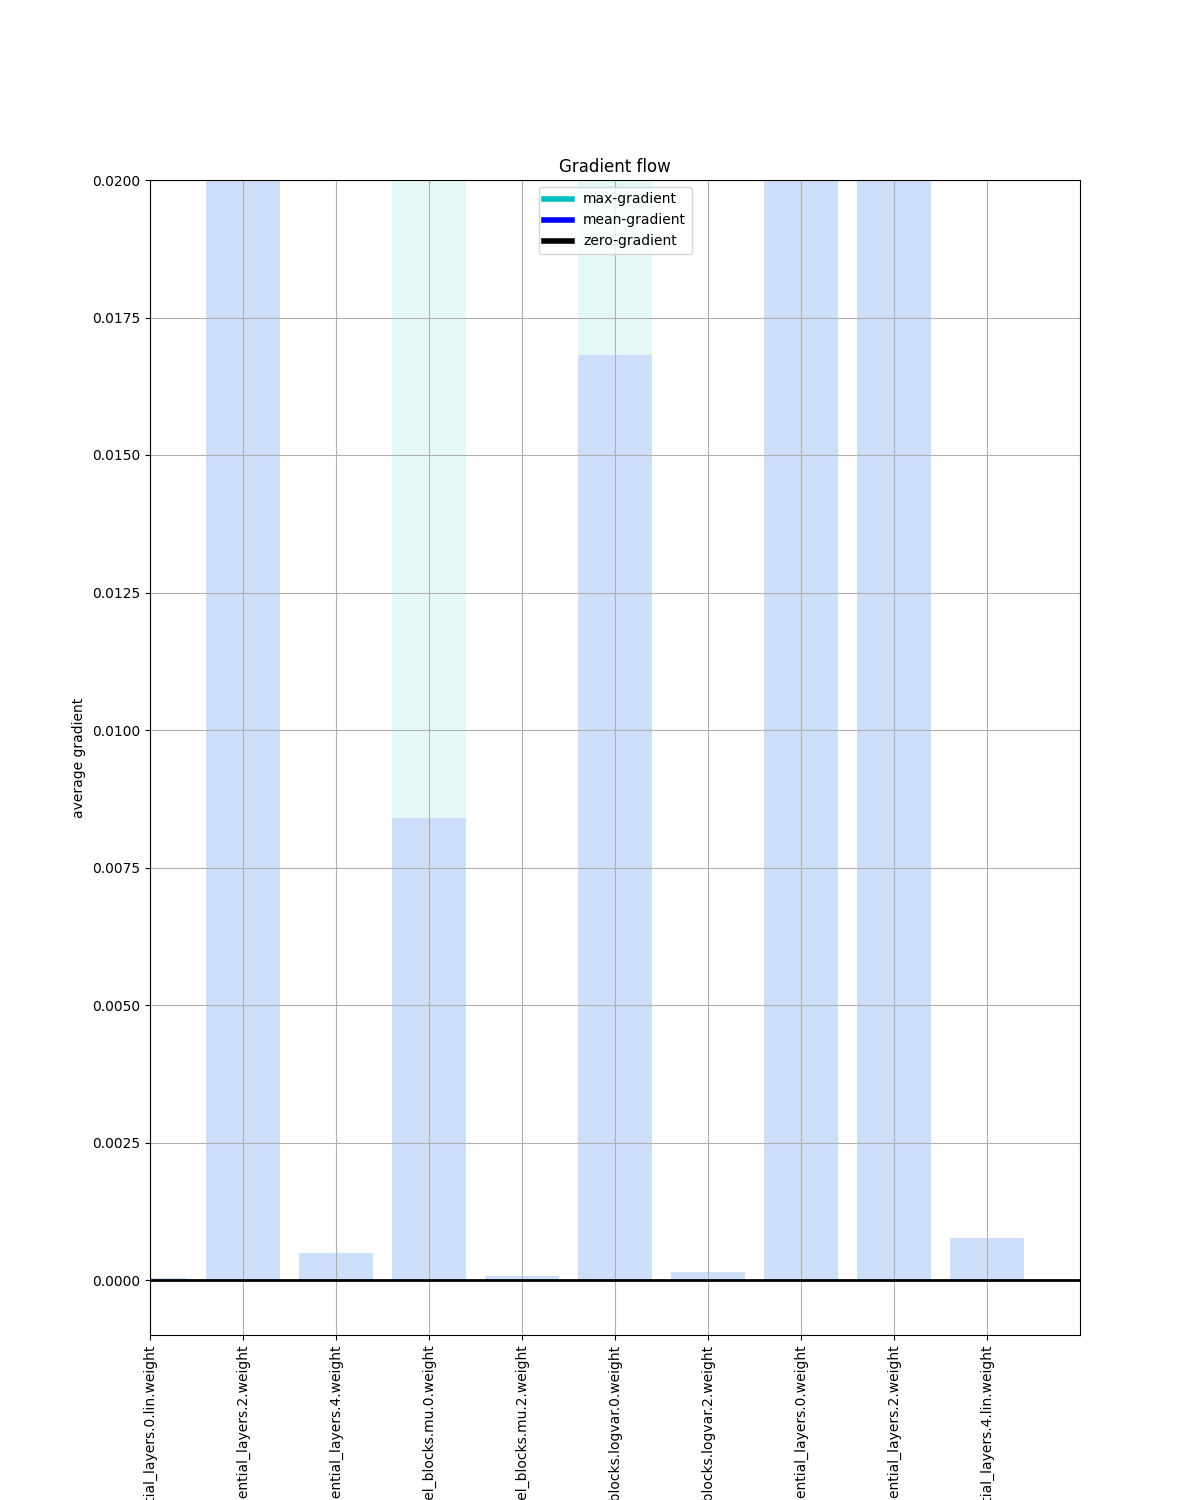 Gradient flow
max-gradient
mean-gradient
zero-gradient
0.0200
0.0175
0.0150
0.0125
0.0100
0.0075
0.0050
0.0025
0.0000
average gradient
tial_layers.0.lin.weight
ential_layers.2.weight
ential_layers.4.weight
el_blocks.mu.0.weight
el_blocks.mu.2.weight
blocks.logvar.0.weight
blocks.logvar.2.weight
ential_layers.0.weight
ential_layers.2.weight
tial_layers.4.lin.weight